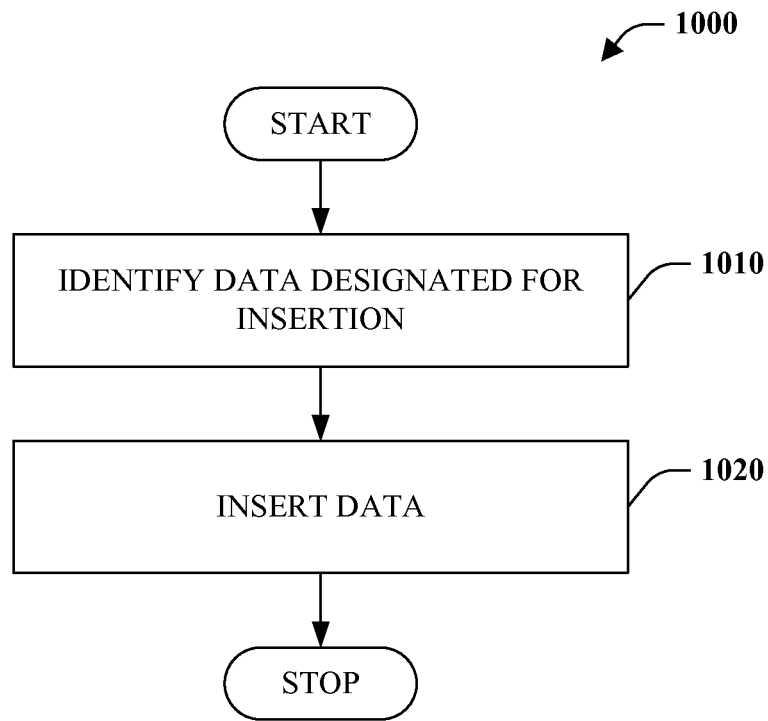 1000
START
IDENTIFY DATA DESIGNATED FOR
INSERTION
1010
INSERT DATA
1020
STOP